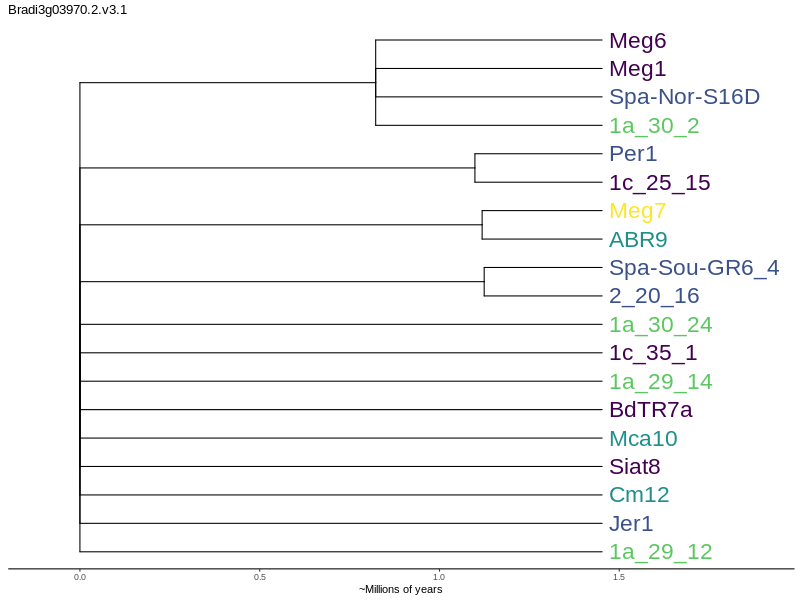 Bradi3g03970.2.v3.1
Meg6
Meg1
Spa-Nor-S16D
1a_30_2
Per1
1c_25_15
Meg7
ABR9
Spa-Sou-GR6_4
2_20_16
1a_30_24
1c_35_1
1a_29_14
BdTR7a
Mca10
Siat8
Cm12
Jer1
1a_29_12
0.0 0.5 1.0 1.5
~Millions of years